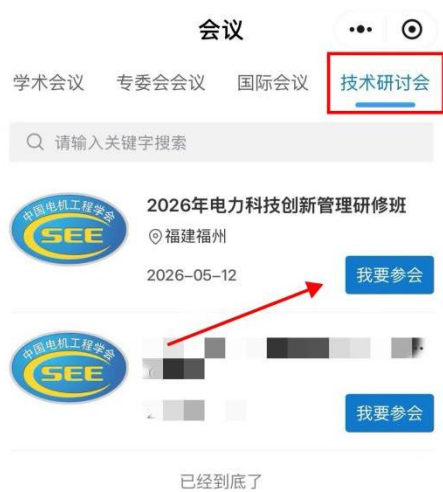 会议
学术会议 专委会会议 国际会议 技术研讨会
请输入关键字搜索
中国电机工程学会
SEE
2026年电力科技创新管理研修班
福建福州
2026-05-12
我要参会
中国电机工程学会
SEE
我要参会
已经到底了